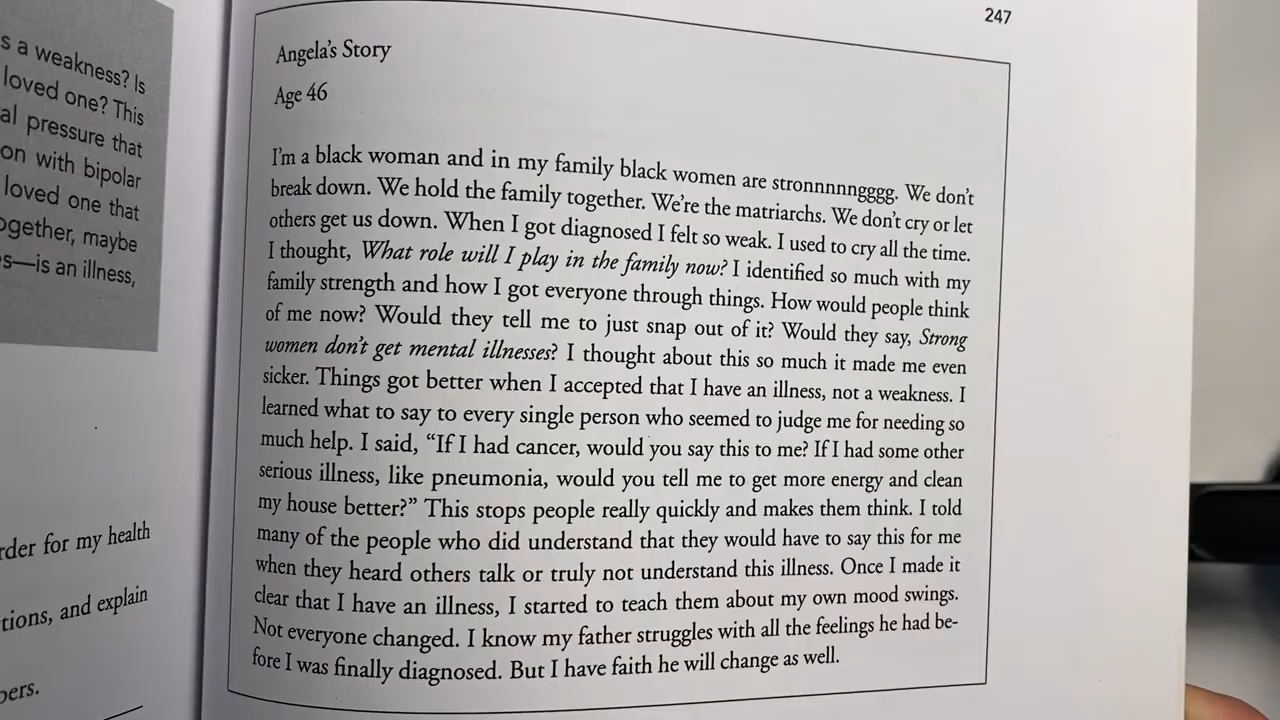 s a weakness? Is
loved one? This
al pressure that
on with bipolar
loved one that
ogether, maybe
s—is an illness,
rder for my health
tions, and explain
bers.
247
Angela's Story
Age 46
I'm a black woman and in my family black women are stronnnnngggg. We don't
break down. We hold the family together. We're the matriarchs. We don't cry or let
others get us down. When I got diagnosed I felt so weak. I used to cry all the time.
I thought, What role will I play in the family now? I identified so much with my
family strength and how I got everyone through things. How would people think
of me now? Would they tell me to just snap out of it? Would they say, Strong
women don't get mental illnesses? I thought about this so much it made me even
sicker. Things got better when I accepted that I have an illness, not a weakness. I
learned what to say to every single person who seemed to judge me for needing so
much help. I said, “If I had cancer, would you say this to me? If I had some other
serious illness, like pneumonia, would you tell me to get more energy and clean
my house better?” This stops people really quickly and makes them think. I told
many of the people who did understand that they would have to say this for me
when they heard others talk or truly not understand this illness. Once I made it
clear that I have an illness, I started to teach them about my own mood swings.
Not everyone changed. I know my father struggles with all the feelings he had be-
fore I was finally diagnosed. But I have faith he will change as well.